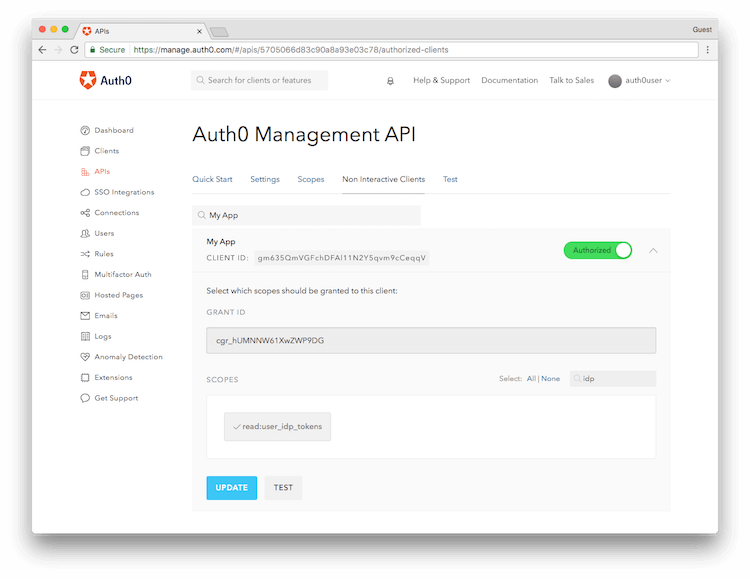 APIs
Guest
Secure https://manage.auth0.com/#/apis/5705066d83c90a8a93e03c78/authorized-clients
Auth0
Search for clients or features
Help & Support
Documentation
Talk to Sales
auth0user
Dashboard
Clients
APIs
SSO Integrations
Connections
Users
Rules
Multifactor Auth
Hosted Pages
Emails
Logs
Anomaly Detection
Extensions
Get Support
Auth0 Management API
Quick Start Settings Scopes Non Interactive Clients Test
My App
My App
CLIENT ID: gm635QmVGFchDFAl11N2Y5qvm9cCeqqV
Authorized
Select which scopes should be granted to this client:
GRANT ID
cgr_hUMNNW61XwZWP9DG
SCOPES
Select: All | None
idp
read:user_idp_tokens
UPDATE
TEST